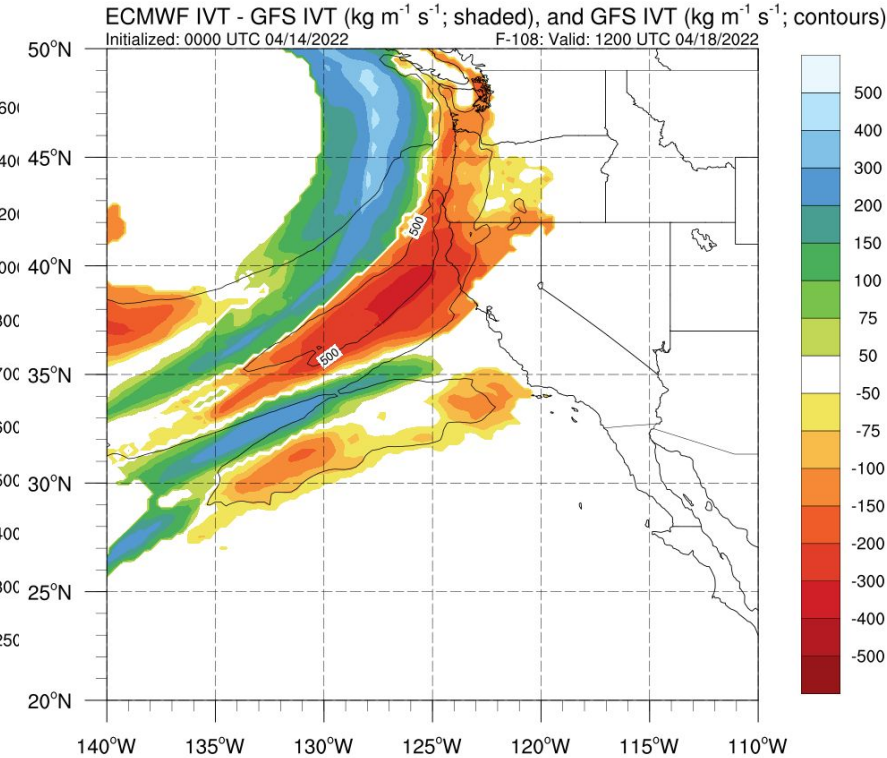 ECMWF IVT - GFS IVT (kg m⁻¹ s⁻¹; shaded), and GFS IVT (kg m⁻¹ s⁻¹; contours)
Initialized: 0000 UTC 04/14/2022 F-108: Valid: 1200 UTC 04/18/2022
50°N
45°N
40°N
35°N
30°N
25°N
20°N
140°W 135°W 130°W 125°W 120°W 115°W 110°W
500
500
500
400
300
200
150
100
75
50
-50
-75
-100
-150
-200
-300
-400
-500